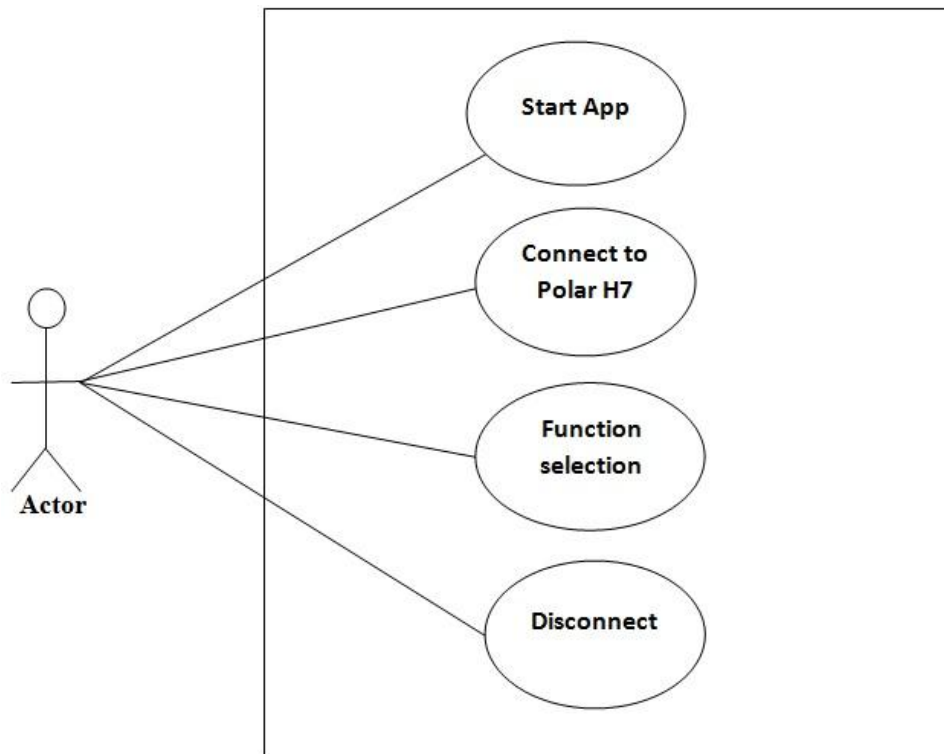 Start App
Connect to
Polar H7
Function
selection
Actor
Disconnect